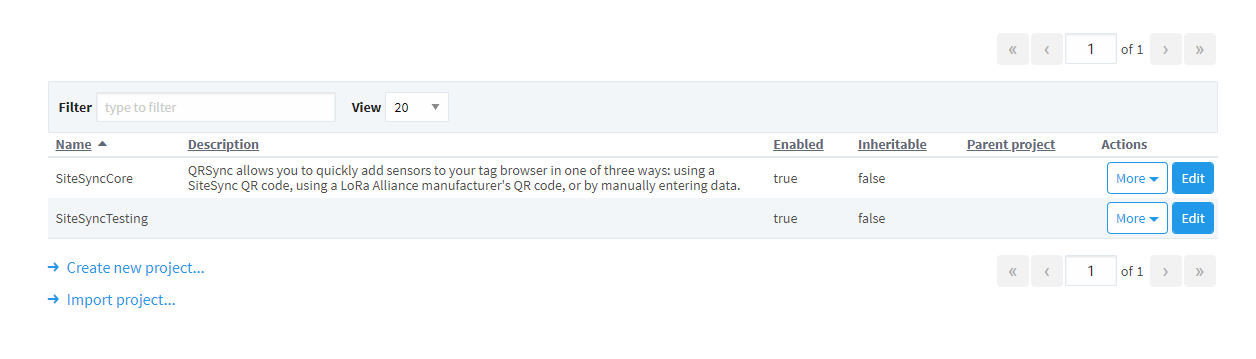 « ‹ 1 of 1 › »
Filter type to filter View 20
Name Description Enabled Inheritable Parent project Actions
SiteSyncCore QRSync allows you to quickly add sensors to your tag browser in one of three ways: using a true false More Edit
SiteSync QR code, using a LoRa Alliance manufacturer's QR code, or by manually entering data.
SiteSyncTesting true false More Edit
→ Create new project...
« ‹ 1 of 1 › »
→ Import project...